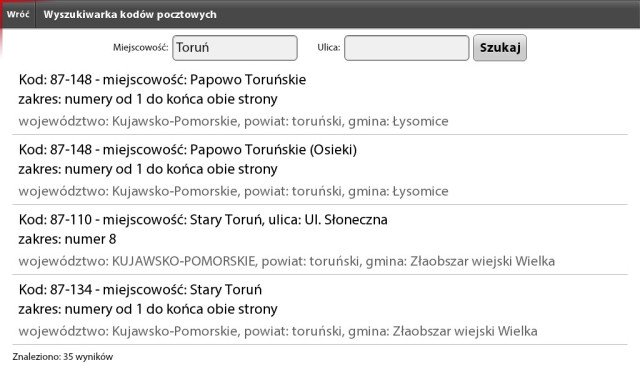 Wróć Wyszukiwarka kodów pocztowych
Miejscowość: Toruń Ulica: Szukaj
Kod: 87-148 - miejscowość: Papowo Toruńskie
zakres: numery od 1 do końca obie strony
województwo: Kujawsko-Pomorskie, powiat: toruński, gmina: Łysomice
Kod: 87-148 - miejscowość: Papowo Toruńskie (Osieki)
zakres: numery od 1 do końca obie strony
województwo: Kujawsko-Pomorskie, powiat: toruński, gmina: Łysomice
Kod: 87-110 - miejscowość: Stary Toruń, ulica: Ul. Słoneczna
zakres: numer 8
województwo: KUJAWSKO-POMORSKIE, powiat: toruński, gmina: Złaobszar wiejski Wielka
Kod: 87-134 - miejscowość: Stary Toruń
zakres: numery od 1 do końca obie strony
województwo: Kujawsko-Pomorskie, powiat: toruński, gmina: Złaobszar wiejski Wielka
Znaleziono: 35 wyników